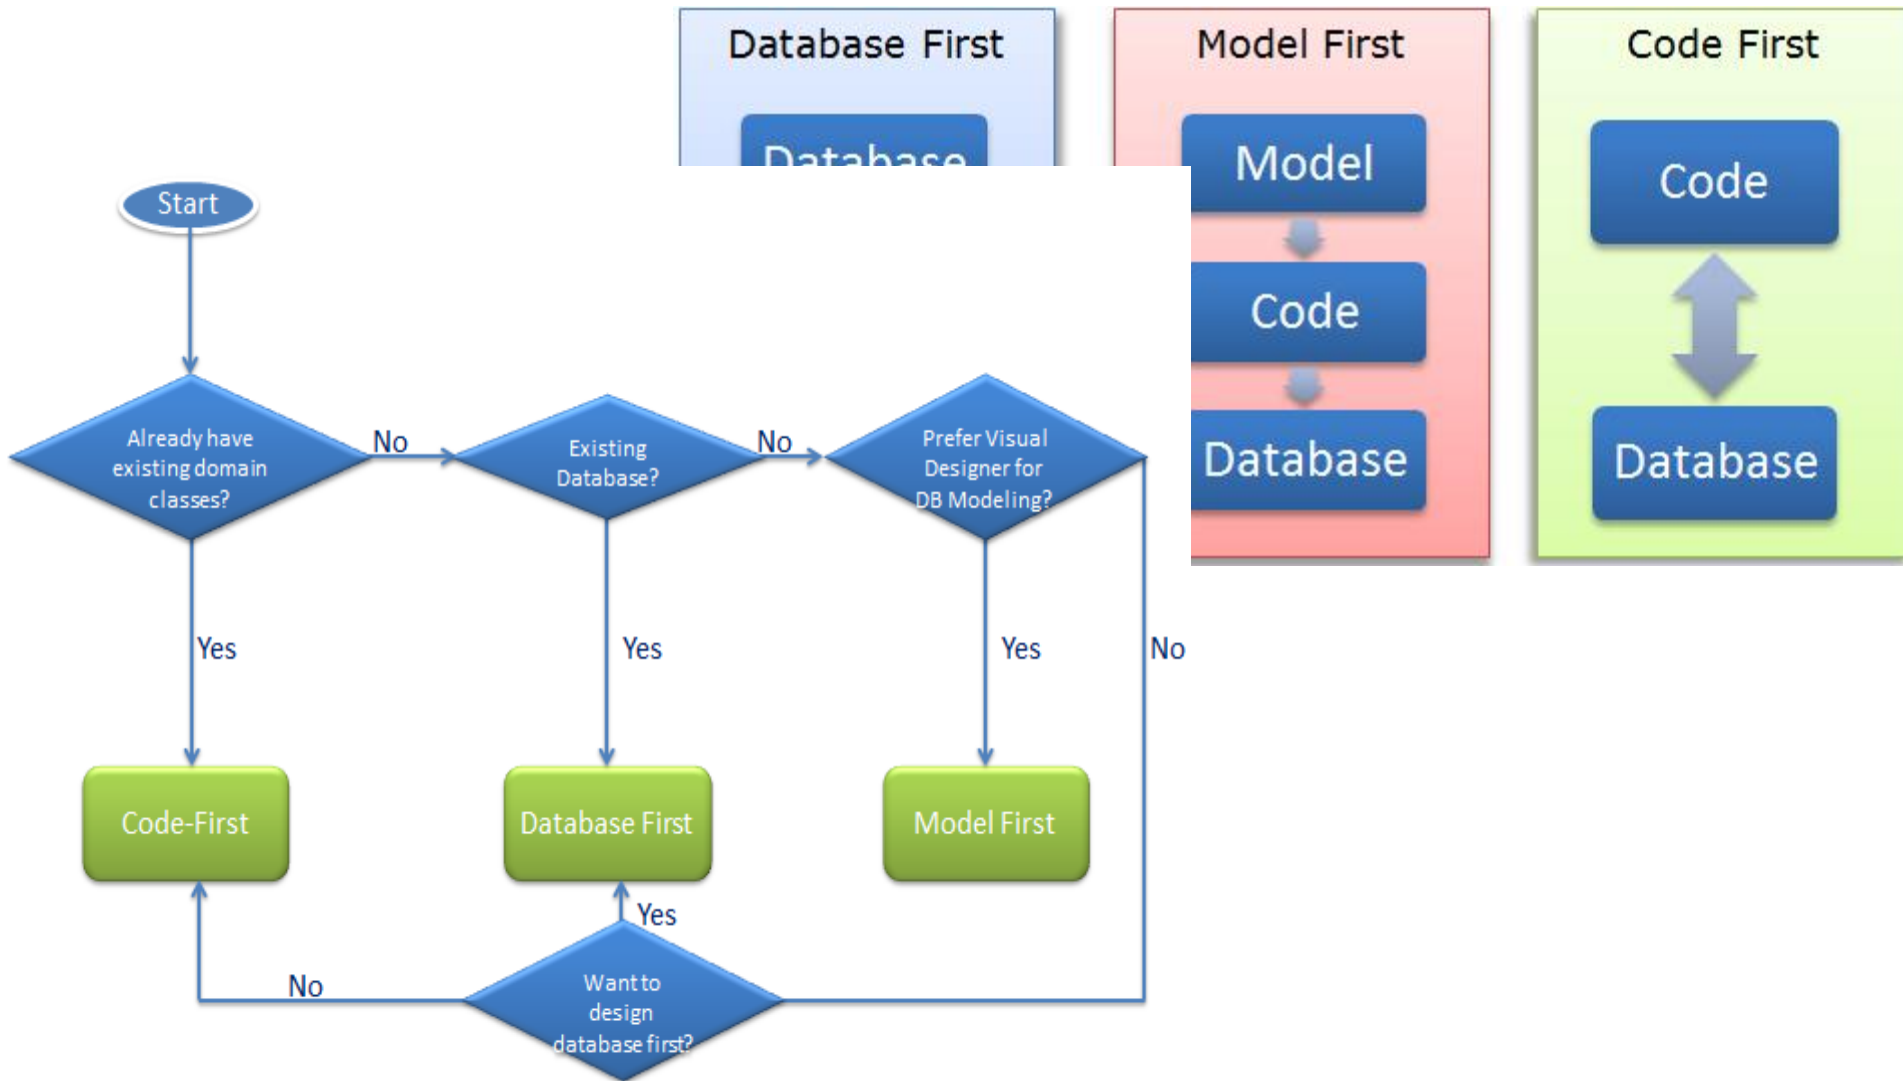 Database First
Model First
Code First
Database
Model
Code
Code
Database
Database
Start
Already have
existing domain
classes?
No
Existing
Database?
No
Prefer Visual
Designer for
DB Modeling?
Yes
Yes
Yes
No
Code-First
Database First
Model First
Yes
No
Want to
design
database first?